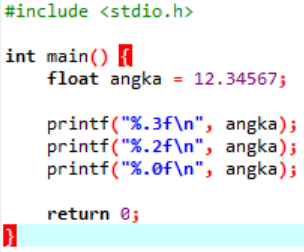 #include <stdio.h>
int main() {
float angka = 12.34567;
printf("%.3f\n", angka);
printf("%.2f\n", angka);
printf("%.0f\n", angka);
return 0;
}